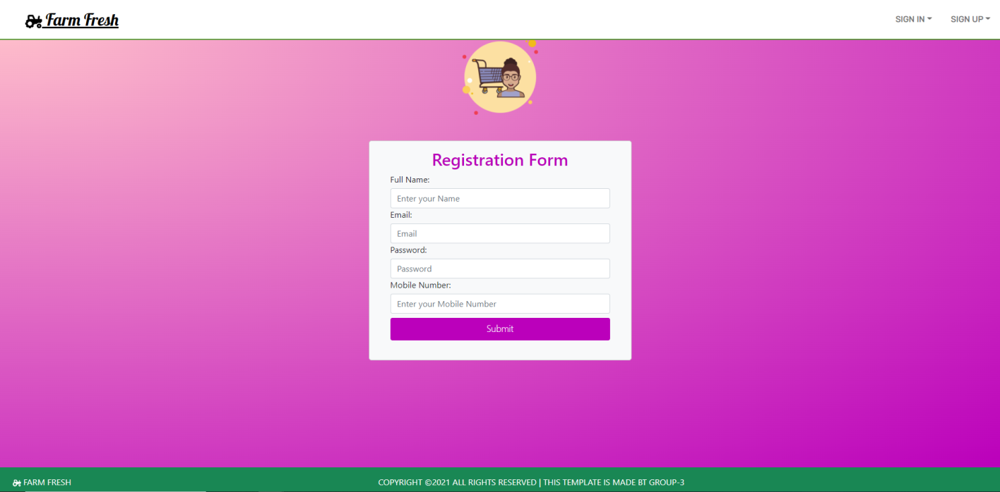 Farm Fresh
SIGN IN
SIGN UP
Registration Form
Full Name:
Enter your Name
Email:
Email
Password:
Password
Mobile Number:
Enter your Mobile Number
Submit
FARM FRESH
COPYRIGHT ©2021 ALL RIGHTS RESERVED | THIS TEMPLATE IS MADE BT GROUP-3